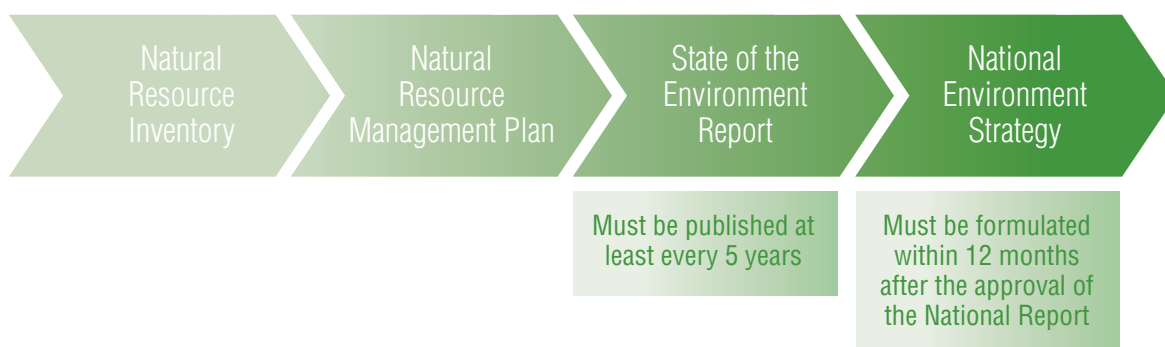 Natural
Resource
Inventory
Natural
Resource
Management Plan
State of the
Environment
Report
National
Environment
Strategy
Must be published at
least every 5 years
Must be formulated
within 12 months
after the approval of
the National Report